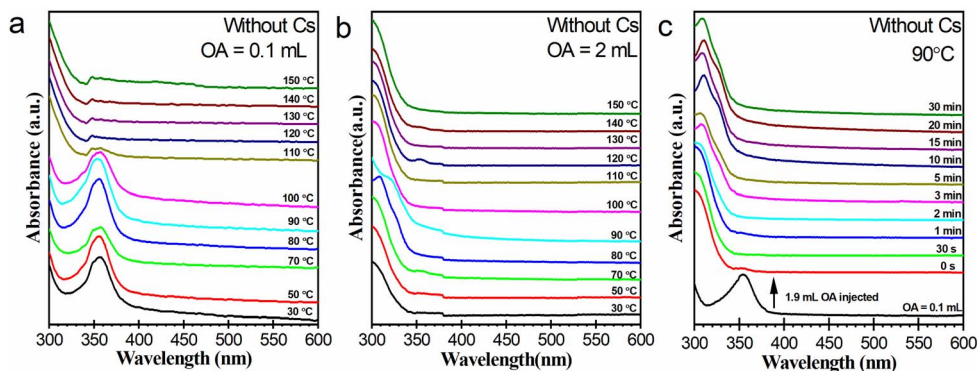 a
Without Cs
OA = 0.1 mL
150 °C
140 °C
130 °C
120 °C
110 °C
100 °C
90 °C
80 °C
70 °C
50 °C
30 °C
Absorbance (a.u.)
300 350 400 450 500 550 600
Wavelength (nm)
b
Without Cs
OA = 2 mL
150 °C
140 °C
130 °C
120 °C
110 °C
100 °C
90 °C
80 °C
70 °C
50 °C
30 °C
Absorbance (a.u.)
300 350 400 450 500 550 600
Wavelength(nm)
c
Without Cs
90°C
30 min
20 min
15 min
10 min
5 min
3 min
2 min
1 min
30 s
0 s
1.9 mL OA injected
OA = 0.1 mL
Absorbance (a.u.)
300 350 400 450 500 550 600
Wavelength (nm)